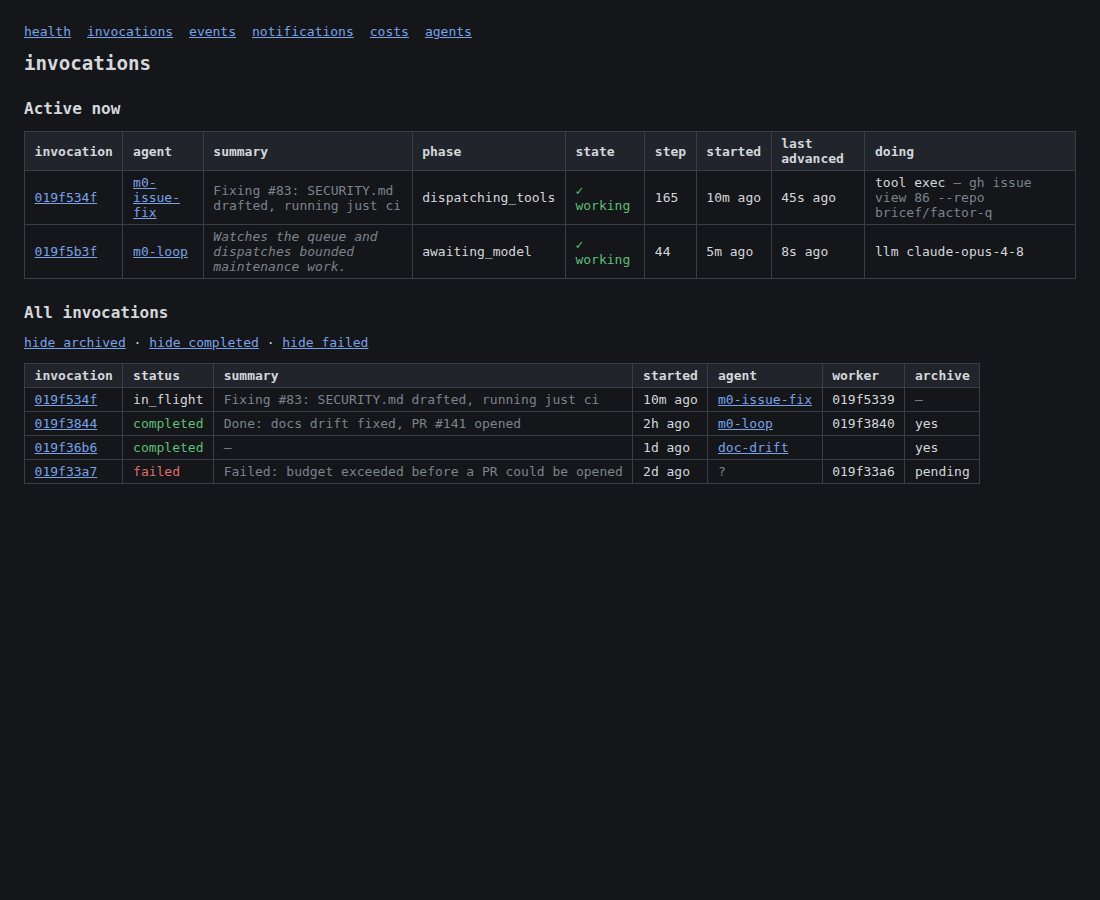 health invocations events notifications costs agents
invocations
Active now
invocation agent summary phase state step started last advanced doing
019f534f m0-issue-fix Fixing #83: SECURITY.md drafted, running just ci dispatching_tools ✓ working 165 10m ago 45s ago tool exec — gh issue view 86 --repo bricef/factor-q
019f5b3f m0-loop Watches the queue and dispatches bounded maintenance work. awaiting_model ✓ working 44 5m ago 8s ago llm claude-opus-4-8
All invocations
hide archived · hide completed · hide failed
invocation status summary started agent worker archive
019f534f in_flight Fixing #83: SECURITY.md drafted, running just ci 10m ago m0-issue-fix 019f5339 —
019f3844 completed Done: docs drift fixed, PR #141 opened 2h ago m0-loop 019f3840 yes
019f36b6 completed — 1d ago doc-drift yes
019f33a7 failed Failed: budget exceeded before a PR could be opened 2d ago ? 019f33a6 pending